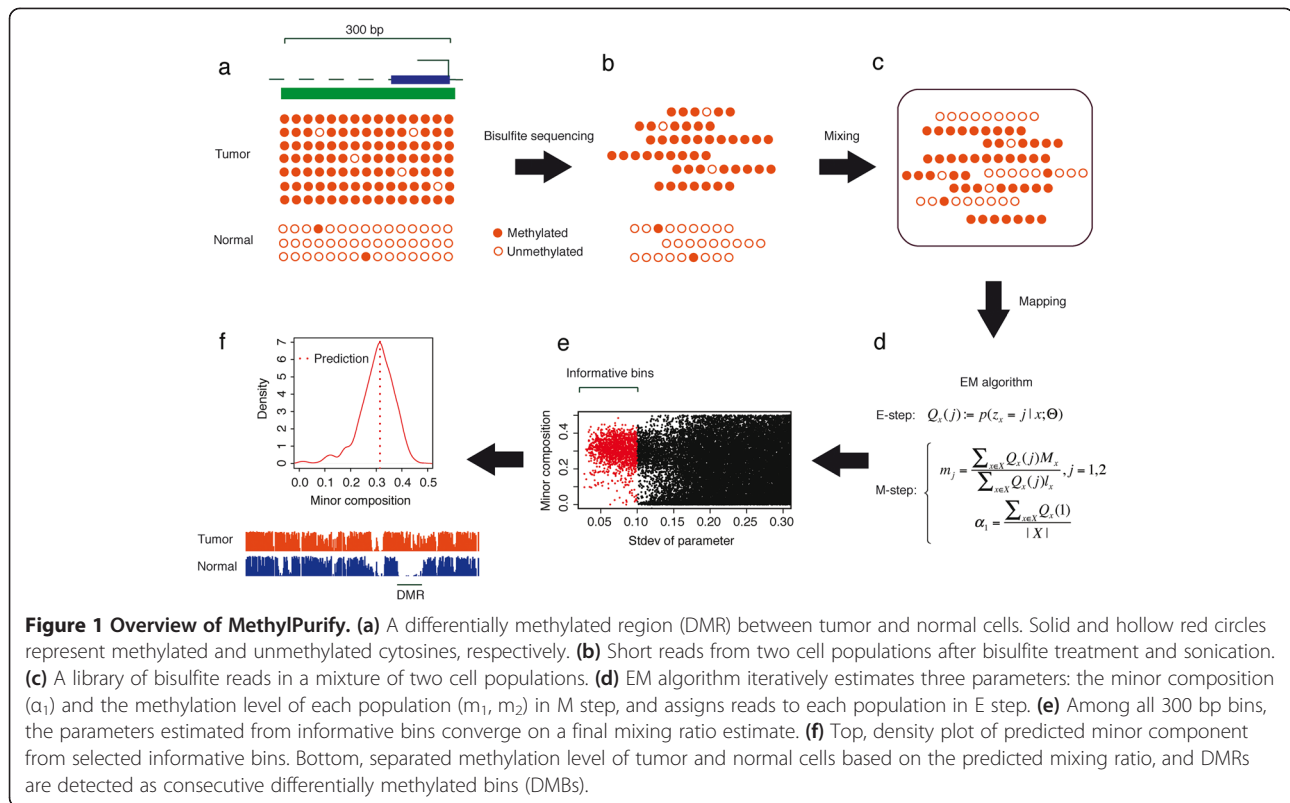 300 bp
a
b
c
Tumor
Normal
Bisulfite sequencing
Mixing
Methylated
Unmethylated
Mapping
f
e
d
7
6
5
4
3
2
1
0
Density
Prediction
0.0 0.1 0.2 0.3 0.4 0.5
Minor composition
Tumor
Normal
DMR
Informative bins
Minor composition
0.4
0.2
0.0
0.05 0.10 0.15 0.20 0.25 0.30
Stdev of parameter
EM algorithm
E-step: Q_x(j) := p(z_x = j | x;Θ)
M-step: { m_j = ∑_{x∈X} Q_x(j)M_x / ∑_{x∈X} Q_x(j)l_x , j = 1,2
α_1 = ∑_{x∈X} Q_x(1) / |X|
Figure 1 Overview of MethylPurify. (a) A differentially methylated region (DMR) between tumor and normal cells. Solid and hollow red circles
represent methylated and unmethylated cytosines, respectively. (b) Short reads from two cell populations after bisulfite treatment and sonication.
(c) A library of bisulfite reads in a mixture of two cell populations. (d) EM algorithm iteratively estimates three parameters: the minor composition
(α1) and the methylation level of each population (m1, m2) in M step, and assigns reads to each population in E step. (e) Among all 300 bp bins,
the parameters estimated from informative bins converge on a final mixing ratio estimate. (f) Top, density plot of predicted minor component
from selected informative bins. Bottom, separated methylation level of tumor and normal cells based on the predicted mixing ratio, and DMRs
are detected as consecutive differentially methylated bins (DMBs).